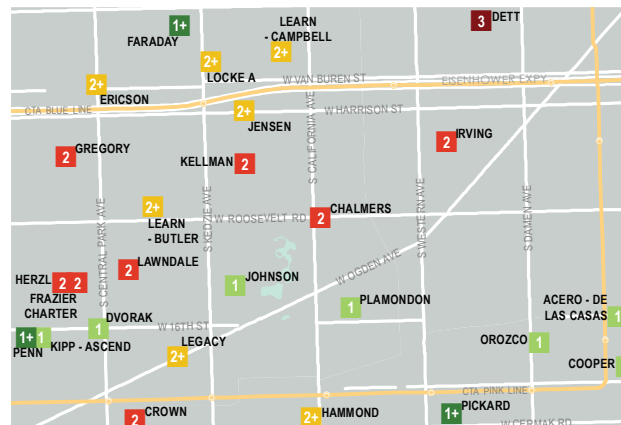 1+
FARADAY
LEARN
- CAMPBELL
2+
3
DETT
2+
LOCKE A
W VAN BUREN ST
EISENHOWER EXPY
2+
ERICSON
CTA BLUE LINE
2+
JENSEN
W HARRISON ST
S CALIFORNIA AVE
2
GREGORY
KELLMAN
2
2
IRVING
S CENTRAL PARK AVE
S KEDZIE AVE
S WESTERN AVE
S DAMEN AVE
2+
LEARN
- BUTLER
W ROOSEVELT RD
2
CHALMERS
2
LAWNDALE
W OGDEN AVE
HERZL
2
2
FRAZIER
CHARTER
1
JOHNSON
1
PLAMONDON
ACERO - DE
LAS CASAS
1
1
DVORAK
W 16TH ST
1+
1
PENN
KIPP - ASCEND
LEGACY
2+
OROZCO
1
COOPER
1
CTA PINK LINE
2
CROWN
2+
HAMMOND
1+
PICKARD
W CERMAK RD